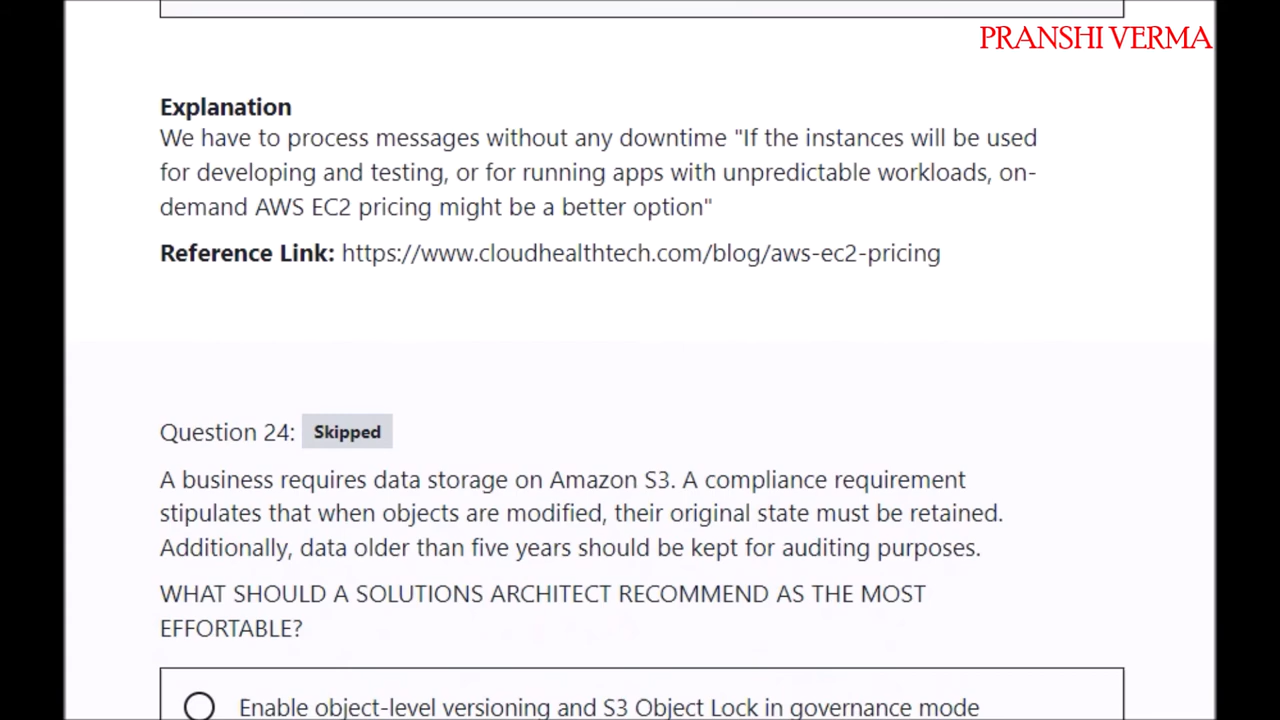 PRANSHI VERMA
Explanation
We have to process messages without any downtime "If the instances will be used
for developing and testing, or for running apps with unpredictable workloads, on-
demand AWS EC2 pricing might be a better option"
Reference Link: https://www.cloudhealthtech.com/blog/aws-ec2-pricing
Question 24: Skipped
A business requires data storage on Amazon S3. A compliance requirement
stipulates that when objects are modified, their original state must be retained.
Additionally, data older than five years should be kept for auditing purposes.
WHAT SHOULD A SOLUTIONS ARCHITECT RECOMMEND AS THE MOST
EFFORTABLE?
Enable object-level versioning and S3 Object Lock in governance mode